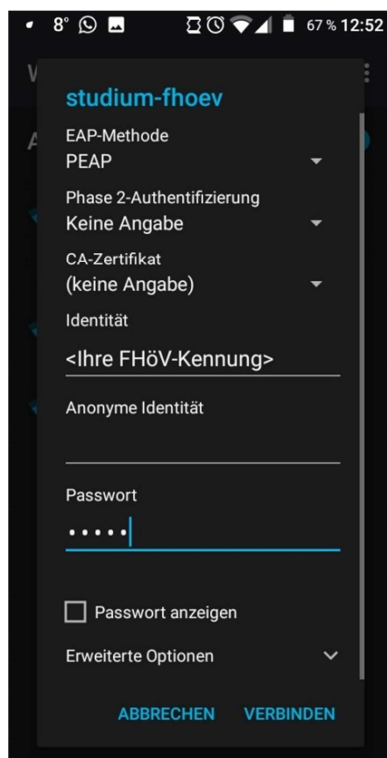 8° 67 % 12:52
W
A
studium-fhoev
EAP-Methode
PEAP
Phase 2-Authentifizierung
Keine Angabe
CA-Zertifikat
(keine Angabe)
Identität
<Ihre FHöV-Kennung>
Anonyme Identität
Passwort
•••••
Passwort anzeigen
Erweiterte Optionen
ABBRECHEN VERBINDEN